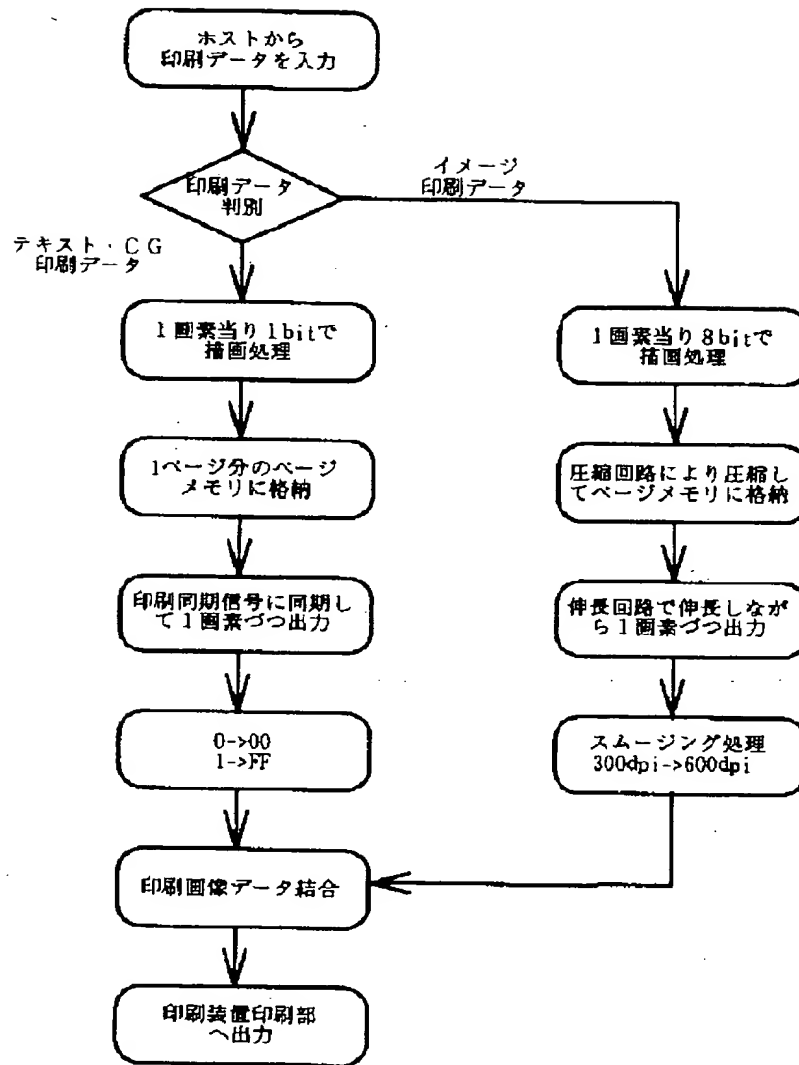 ホストから
印刷データを入力
印刷データ
判別
イメージ
印刷データ
テキスト・CG
印刷データ
1画素当り1bitで
描画処理
1画素当り8bitで
描画処理
1ページ分のページ
メモリに格納
圧縮回路により圧縮し
てページメモリに格納
印刷同期信号に同期し
て1画素づつ出力
伸長回路で伸長しなが
ら1画素づつ出力
0->00
1->FF
スムージング処理
300dpi->600dpi
印刷画像データ結合
印刷装置印刷部
へ出力